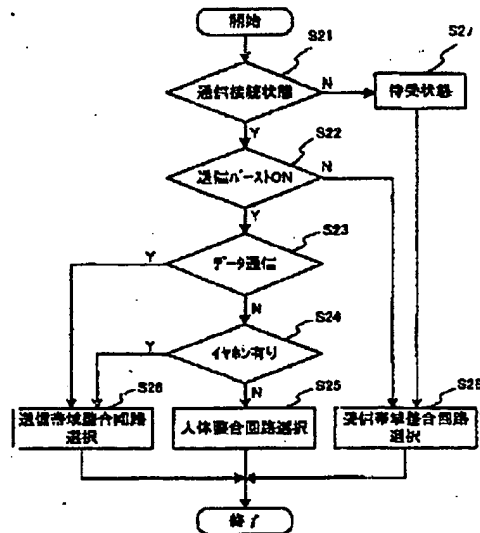 開始
S21
S27
通信接続状態
N
待受状態
Y
S22
送信バーストON
N
Y
S23
Y
データ通信
N
S24
Y
イヤホン有り
N
S26
S25
S28
送信帯域整合回路
選択
人体整合回路選択
受信帯域整合回路
選択
終了